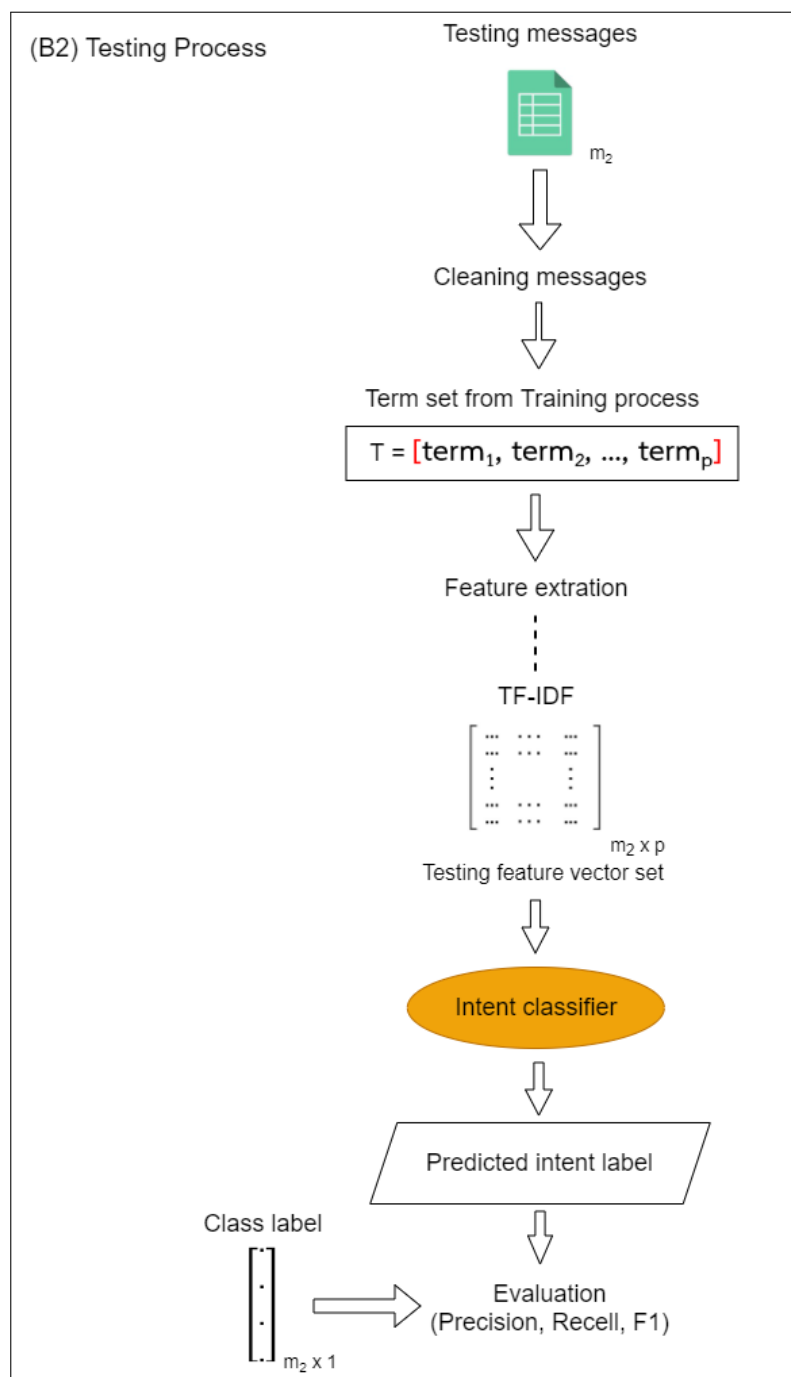 (B2) Testing Process
Testing messages
m₂
Cleaning messages
Term set from Training process
T = [term₁, term₂, ..., termₚ]
Feature extration
TF-IDF
... ... ...
... ... ...
⋮ ⋮
... ... ...
... ... ...
m₂ x p
Testing feature vector set
Intent classifier
Predicted intent label
Class label
m₂ x 1
Evaluation
(Precision, Recell, F1)